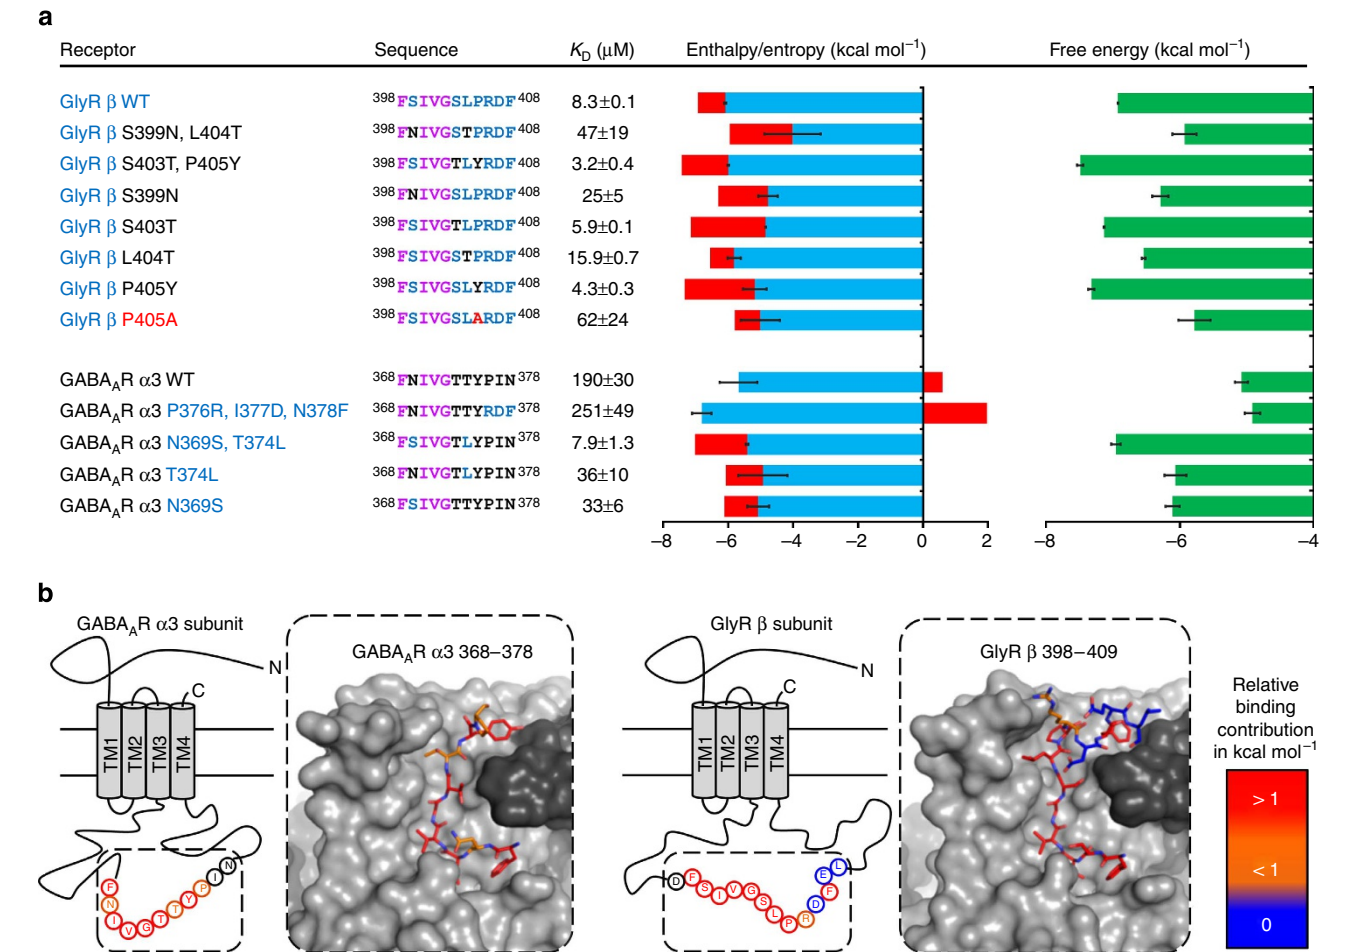 a
Receptor Sequence K_D (μM) Enthalpy/entropy (kcal mol⁻¹) Free energy (kcal mol⁻¹)
GlyR β WT ³⁹⁸FSIVGSLPRDF⁴⁰⁸ 8.3±0.1
GlyR β S399N, L404T ³⁹⁸FNIVGSTPRDF⁴⁰⁸ 47±19
GlyR β S403T, P405Y ³⁹⁸FSIVGTLYRDF⁴⁰⁸ 3.2±0.4
GlyR β S399N ³⁹⁸FNIVGSLPRDF⁴⁰⁸ 25±5
GlyR β S403T ³⁹⁸FSIVGTLPRDF⁴⁰⁸ 5.9±0.1
GlyR β L404T ³⁹⁸FSIVGSTPRDF⁴⁰⁸ 15.9±0.7
GlyR β P405Y ³⁹⁸FSIVGSLYRDF⁴⁰⁸ 4.3±0.3
GlyR β P405A ³⁹⁸FSIVGSLARDF⁴⁰⁸ 62±24
GABA_AR α3 WT ³⁶⁸FNIVGTTYPIN³⁷⁸ 190±30
GABA_AR α3 P376R, I377D, N378F ³⁶⁸FNIVGTTYRDF³⁷⁸ 251±49
GABA_AR α3 N369S, T374L ³⁶⁸FSIVGTLYPIN³⁷⁸ 7.9±1.3
GABA_AR α3 T374L ³⁶⁸FNIVGTLYPIN³⁷⁸ 36±10
GABA_AR α3 N369S ³⁶⁸FSIVGTTYPIN³⁷⁸ 33±6
−8 −6 −4 −2 0 2 −8 −6 −4
b
GABA_AR α3 subunit
N
C
TM1 TM2 TM3 TM4
F N I V G T T Y P I N
GABA_AR α3 368–378
GlyR β subunit
N
C
TM1 TM2 TM3 TM4
D F S I V G S L P R D F E L
GlyR β 398–409
Relative
binding
contribution
in kcal mol⁻¹
> 1
< 1
0